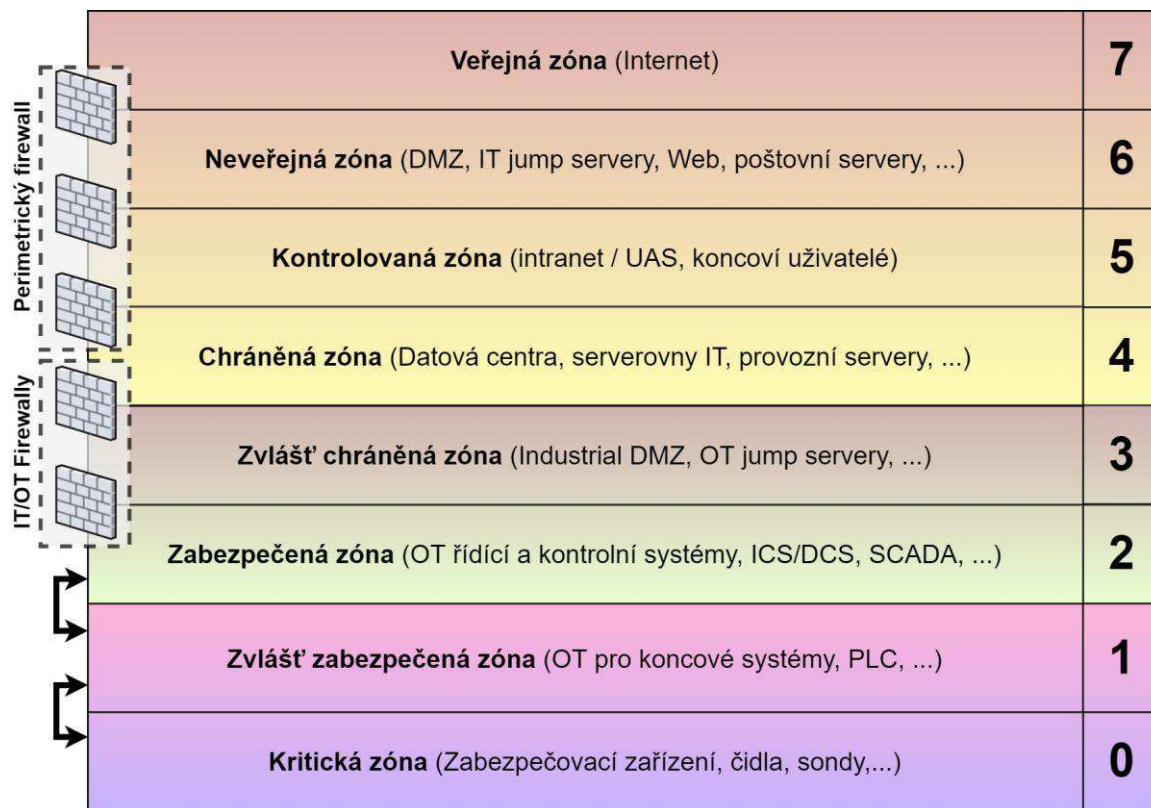 Veřejná zóna (Internet) 7
Neveřejná zóna (DMZ, IT jump servery, Web, poštovní servery, ...) 6
Kontrolovaná zóna (intranet / UAS, koncoví uživatelé) 5
Chráněná zóna (Datová centra, serverovny IT, provozní servery, ...) 4
Zvlášť chráněná zóna (Industrial DMZ, OT jump servery, ...) 3
Zabezpečená zóna (OT řídící a kontrolní systémy, ICS/DCS, SCADA, ...) 2
Zvlášť zabezpečená zóna (OT pro koncové systémy, PLC, ...) 1
Kritická zóna (Zabezpečovací zařízení, čidla, sondy,...) 0
Perimetrický firewall
IT/OT Firewally